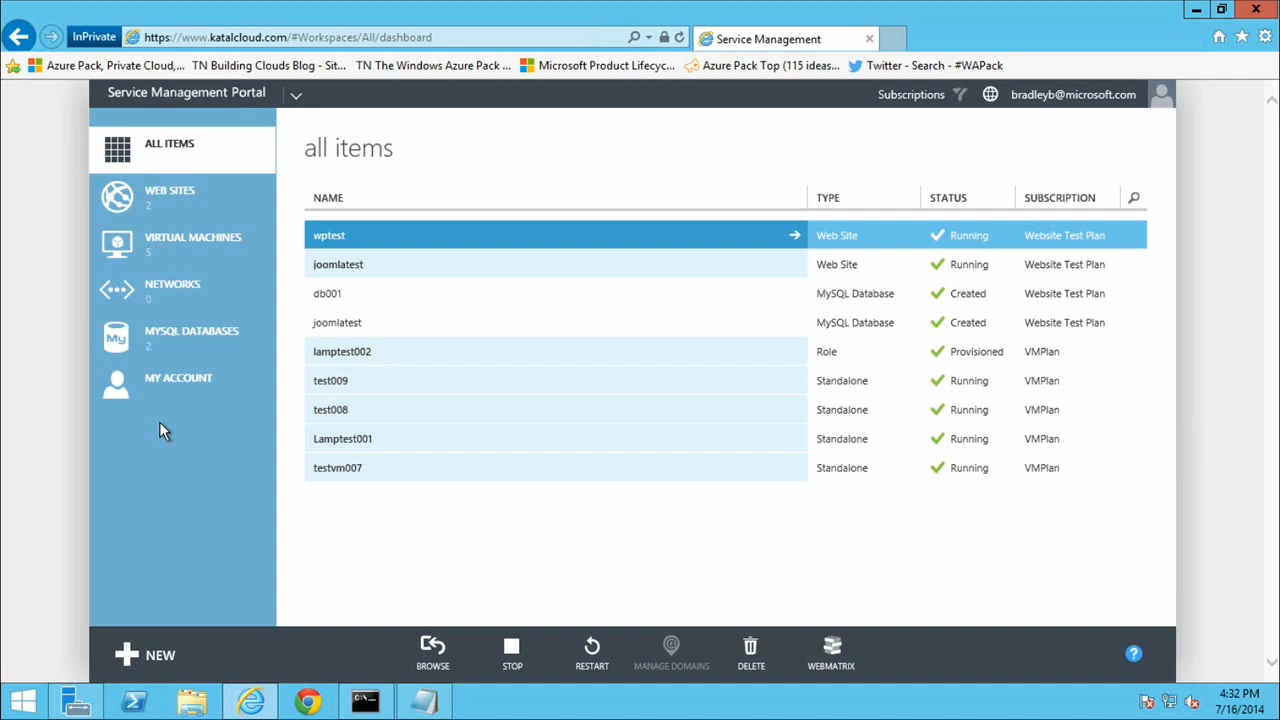 InPrivate
https://www.katalcloud.com/#Workspaces/All/dashboard
Service Management
Azure Pack, Private Cloud,...
TN Building Clouds Blog - Sit...
TN The Windows Azure Pack ...
Microsoft Product Lifecyc...
Azure Pack Top (115 ideas...
Twitter - Search - #WAPack
Service Management Portal
Subscriptions
bradleyb@microsoft.com
ALL ITEMS
WEB SITES
2
VIRTUAL MACHINES
5
NETWORKS
0
MYSQL DATABASES
2
My
MY ACCOUNT
all items
NAME TYPE STATUS SUBSCRIPTION
wptest Web Site Running Website Test Plan
joomlatest Web Site Running Website Test Plan
db001 MySQL Database Created Website Test Plan
joomlatest MySQL Database Created Website Test Plan
lamptest002 Role Provisioned VMPlan
test009 Standalone Running VMPlan
test008 Standalone Running VMPlan
Lamptest001 Standalone Running VMPlan
testvm007 Standalone Running VMPlan
NEW
BROWSE
STOP
RESTART
MANAGE DOMAINS
DELETE
WEBMATRIX
?
C:\
4:32 PM
7/16/2014